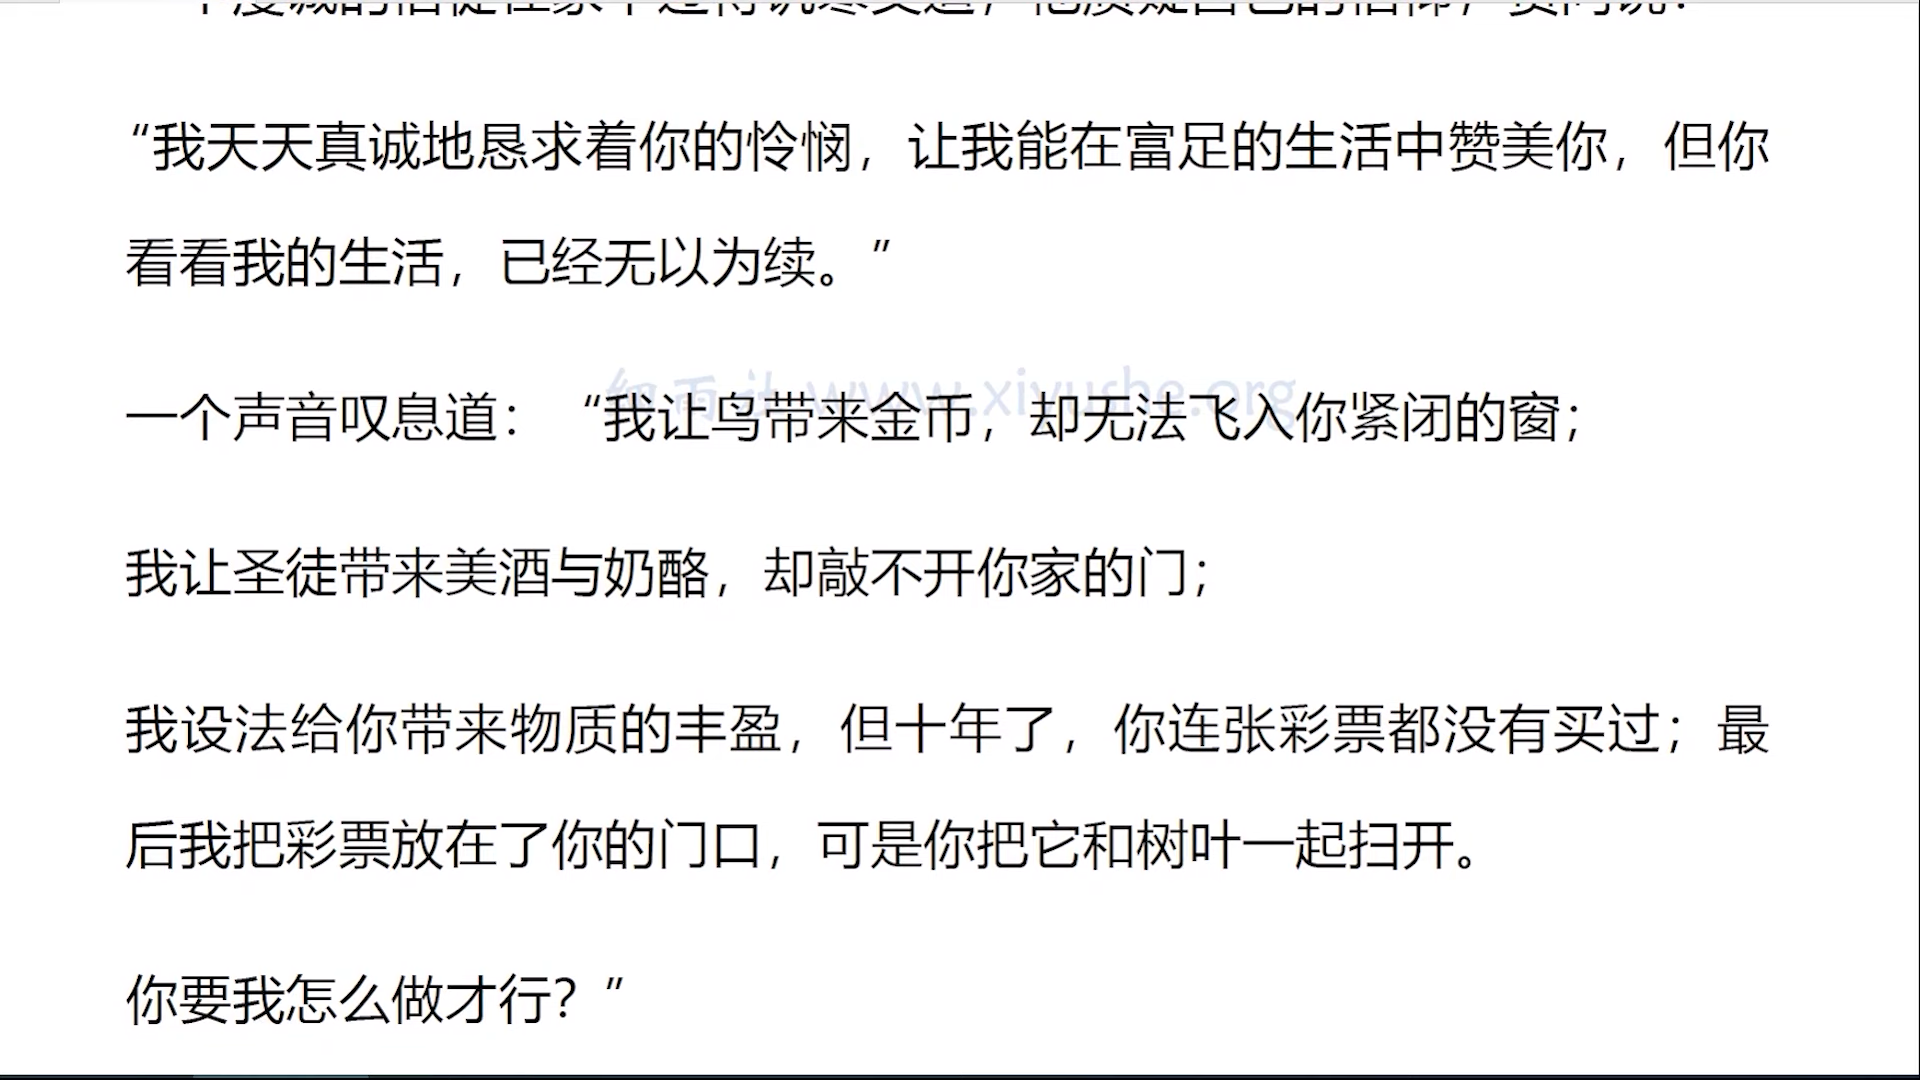 “我天天真诚地恳求着你的怜悯，让我能在富足的生活中赞美你，但你
看看我的生活，已经无以为续。”
细雨社 www.xiyushe.org
一个声音叹息道：“我让鸟带来金币，却无法飞入你紧闭的窗；
我让圣徒带来美酒与奶酪，却敲不开你家的门；
我设法给你带来物质的丰盈，但十年了，你连张彩票都没有买过；最
后我把彩票放在了你的门口，可是你把它和树叶一起扫开。
你要我怎么做才行？”